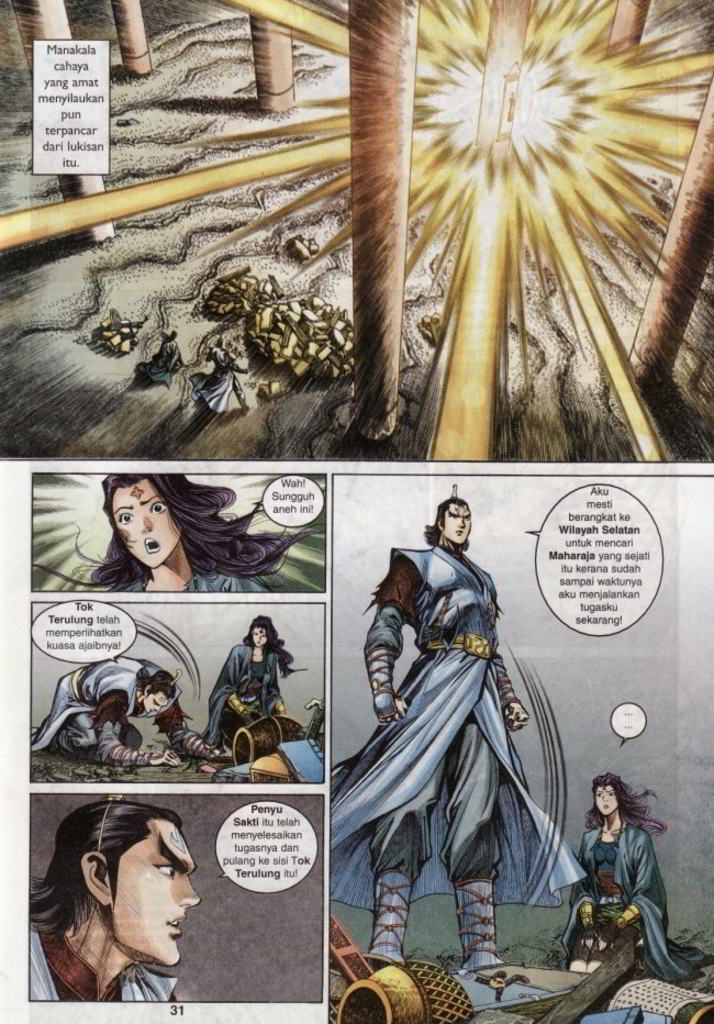 Manakala
cahaya
yang amat
menyilaukan
pun
terpancar
dari lukisan
itu.
Wah!
Sungguh
aneh ini!
Tok
Terulung telah
memperlihatkan
kuasa ajaibnya!
Penyu
Sakti itu telah
menyelesaikan
tugasnya dan
pulang ke sisi Tok
Terulung itu!
Aku
mesti
berangkat ke
Wilayah Selatan
untuk mencari
Maharaja yang sejati
itu kerana sudah
sampai waktunya
aku menjalankan
tugasku
sekarang!
...
...
31